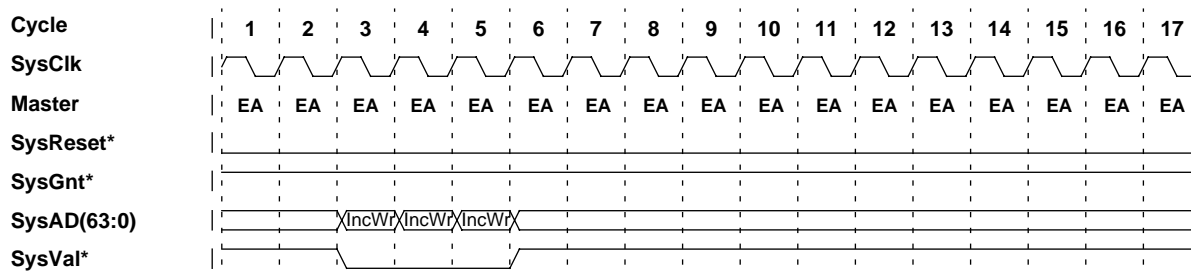 Cycle 1 2 3 4 5 6 7 8 9 10 11 12 13 14 15 16 17
SysClk
Master EA EA EA EA EA EA EA EA EA EA EA EA EA EA EA EA EA
SysReset*
SysGnt*
SysAD(63:0) IncWr IncWr IncWr
SysVal*